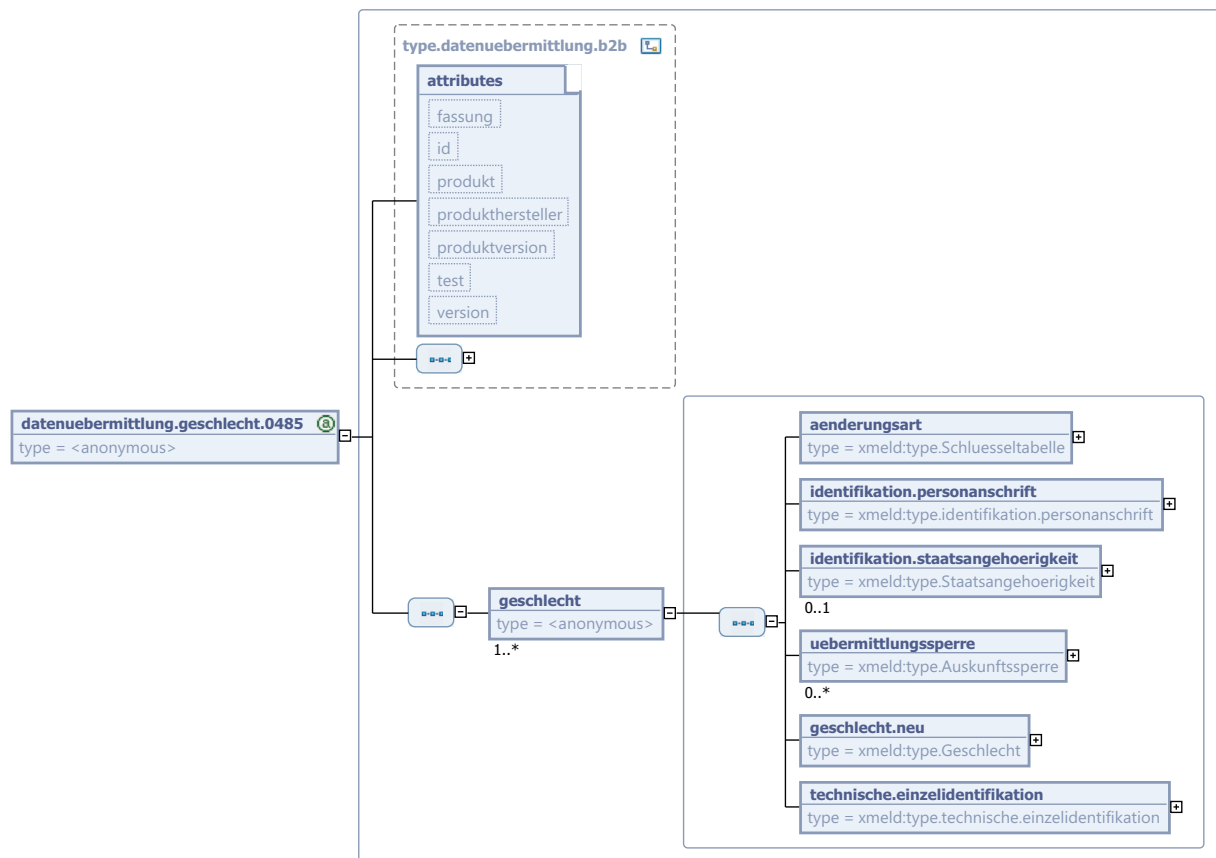 type.datenuebermittlung.b2b
attributes
fassung
id
produkt
produkthersteller
produktversion
test
version
datenuebermittlung.geschlecht.0485
type = <anonymous>
geschlecht
type = <anonymous>
1..*
aenderungsart
type = xmeld:type.Schluesseltabelle
identifikation.personanschrift
type = xmeld:type.identifikation.personanschrift
identifikation.staatsangehoerigkeit
type = xmeld:type.Staatsangehoerigkeit
0..1
uebermittlungssperre
type = xmeld:type.Auskunftssperre
0..*
geschlecht.neu
type = xmeld:type.Geschlecht
technische.einzelidentifikation
type = xmeld:type.technische.einzelidentifikation